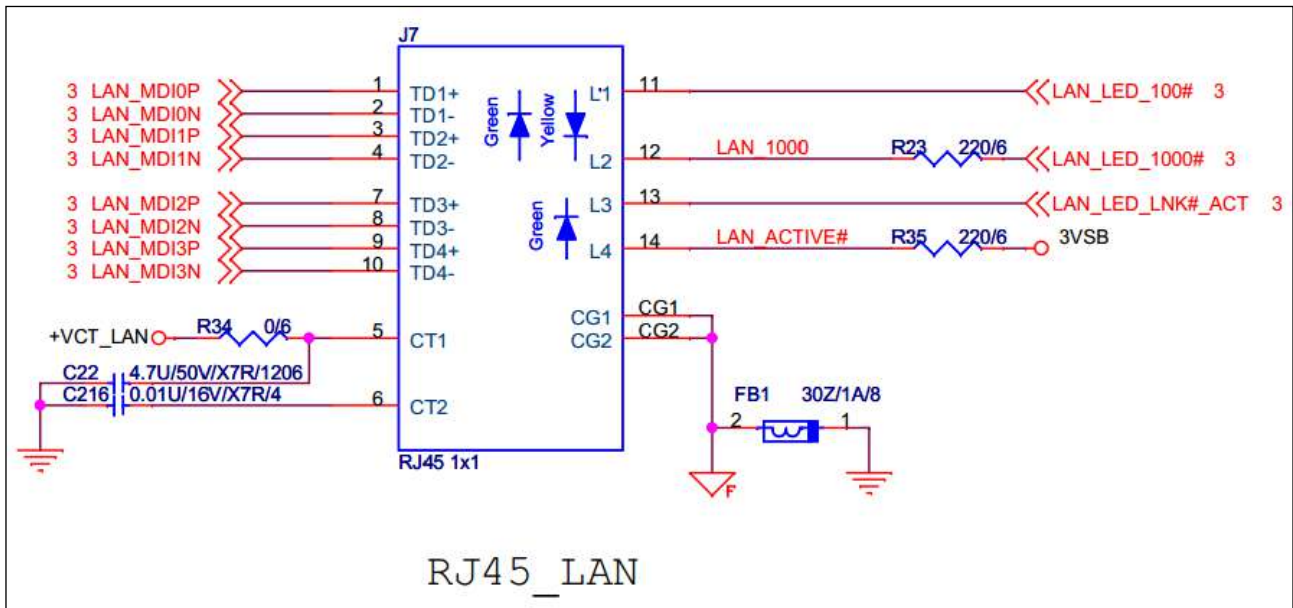 J7
3 LAN_MDI0P 1 TD1+ L1 11 LAN_LED_100# 3
3 LAN_MDI0N 2 TD1-
3 LAN_MDI1P 3 TD2+
3 LAN_MDI1N 4 TD2- L2 12 LAN_1000 R23 220/6 LAN_LED_1000# 3
Green Yellow
3 LAN_MDI2P 7 TD3+ L3 13 LAN_LED_LNK#_ACT 3
3 LAN_MDI2N 8 TD3-
3 LAN_MDI3P 9 TD4+ L4 14 LAN_ACTIVE# R35 220/6 3VSB
3 LAN_MDI3N 10 TD4-
Green
CG1 CG1
+VCT_LAN R34 0/6 5 CT1 CG2 CG2
C22 4.7U/50V/X7R/1206
C216 0.01U/16V/X7R/4 6 CT2
FB1 30Z/1A/8
2 1
RJ45 1x1
F
RJ45_LAN